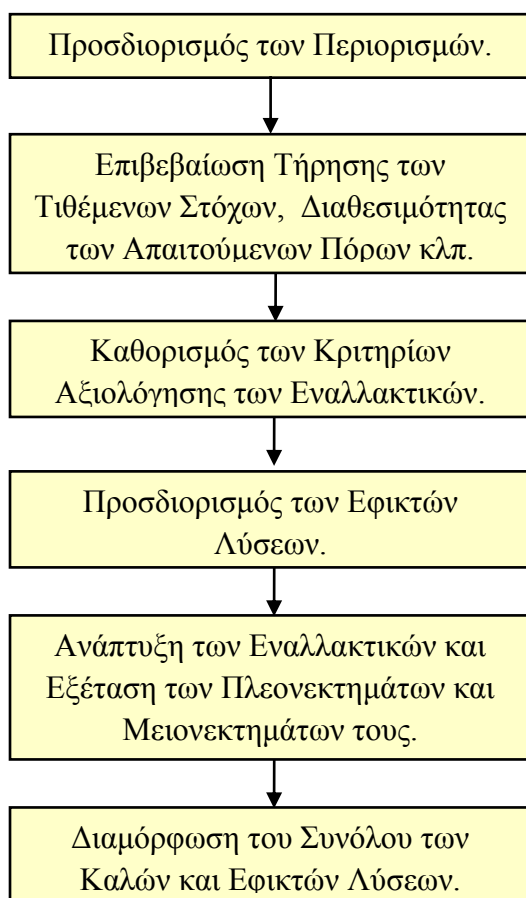 Προσδιορισμός των Περιορισμών.
Επιβεβαίωση Τήρησης των
Τιθέμενων Στόχων, Διαθεσιμότητας
των Απαιτούμενων Πόρων κλπ.
Καθορισμός των Κριτηρίων
Αξιολόγησης των Εναλλακτικών.
Προσδιορισμός των Εφικτών
Λύσεων.
Ανάπτυξη των Εναλλακτικών και
Εξέταση των Πλεονεκτημάτων και
Μειονεκτημάτων τους.
Διαμόρφωση του Συνόλου των
Καλών και Εφικτών Λύσεων.